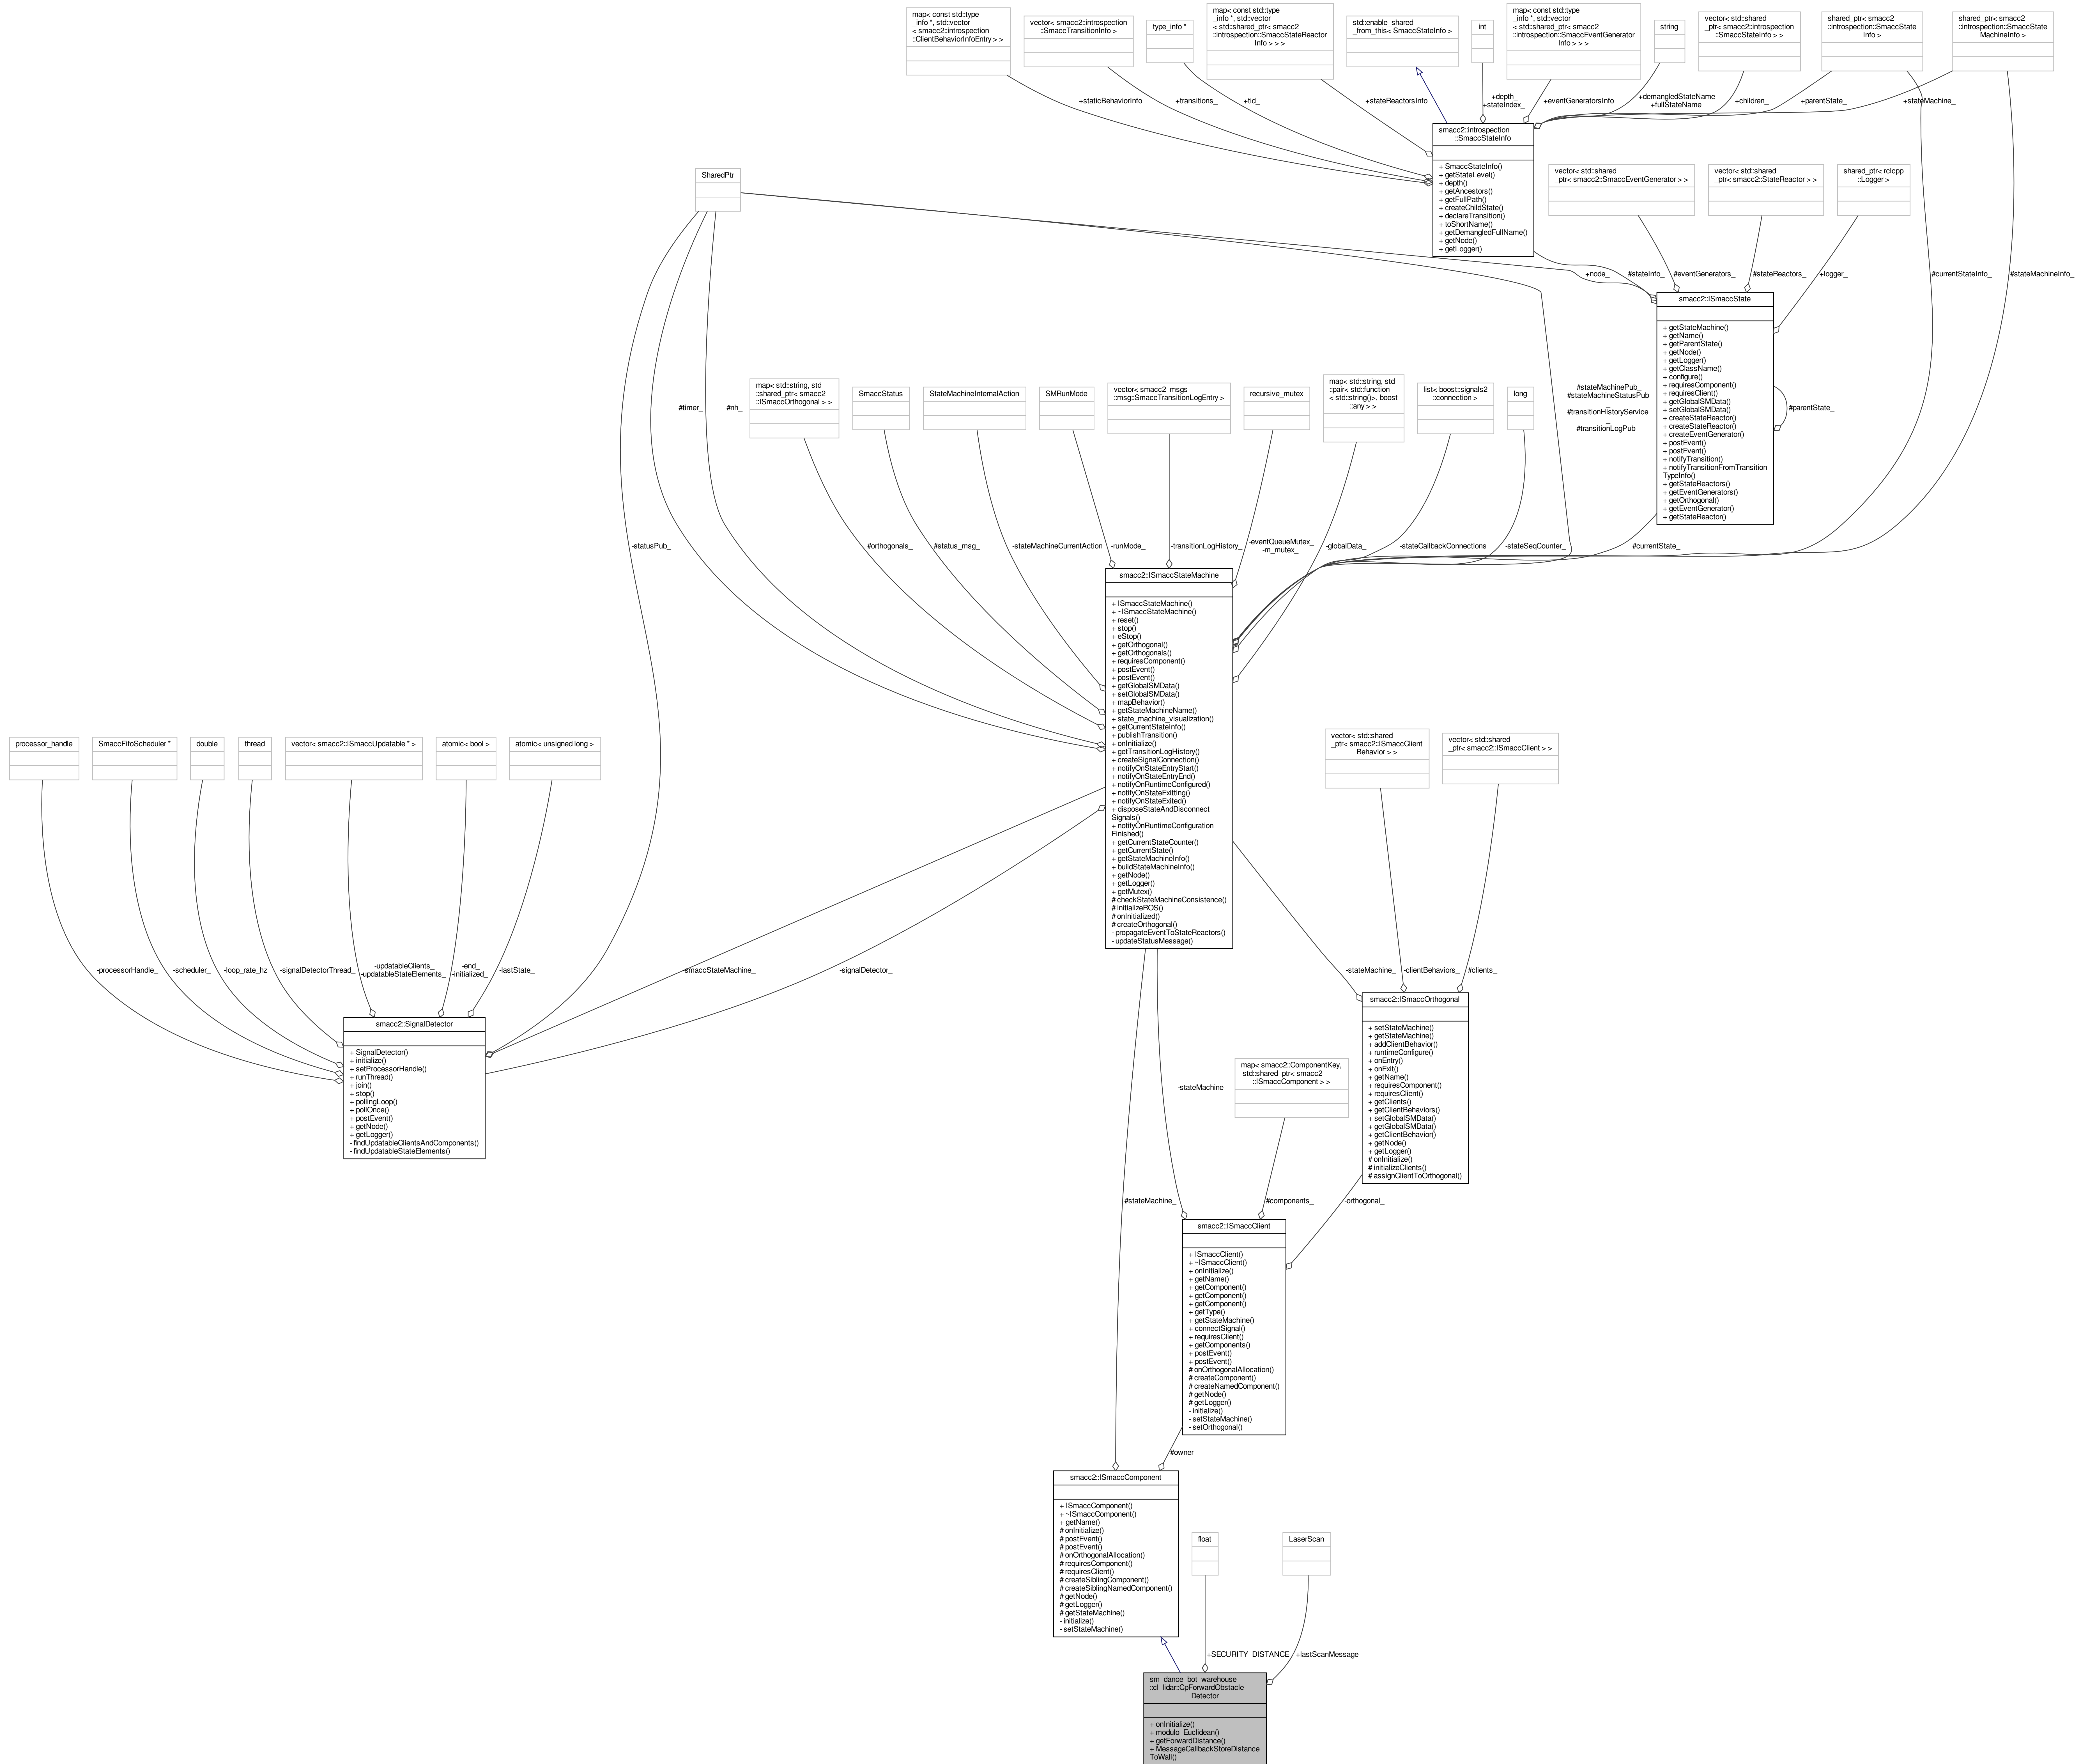 map< const std::type
_info *, std::vector
< smacc2::introspection
::ClientBehaviorInfoEntry > >
vector< smacc2::introspection
::SmaccTransitionInfo >
type_info *
map< const std::type
_info *, std::vector
< std::shared_ptr< smacc2
::introspection::SmaccStateReactor
Info > > >
std::enable_shared
_from_this< SmaccStateInfo >
int
map< const std::type
_info *, std::vector
< std::shared_ptr< smacc2
::introspection::SmaccEventGenerator
Info > > >
string
vector< std::shared
_ptr< smacc2::introspection
::SmaccStateInfo > >
shared_ptr< smacc2
::introspection::SmaccState
Info >
shared_ptr< smacc2
::introspection::SmaccState
MachineInfo >
+staticBehaviorInfo
+transitions_
+tid_
+stateReactorsInfo
+depth_
+stateIndex_
+eventGeneratorsInfo
+demangledStateName
+fullStateName
+children_
+parentState_
+stateMachine_
smacc2::introspection
::SmaccStateInfo
+ SmaccStateInfo()
+ getStateLevel()
+ depth()
+ getAncestors()
+ getFullPath()
+ createChildState()
+ declareTransition()
+ toShortName()
+ getDemangledFullName()
+ getNode()
+ getLogger()
SharedPtr
vector< std::shared
_ptr< smacc2::SmaccEventGenerator > >
vector< std::shared
_ptr< smacc2::StateReactor > >
shared_ptr< rclcpp
::Logger >
+node_
#stateInfo_
#eventGenerators_
#stateReactors_
+logger_
#currentStateInfo_
#stateMachineInfo_
smacc2::ISmaccState
+ getStateMachine()
+ getName()
+ getParentState()
+ getNode()
+ getLogger()
+ getClassName()
+ configure()
+ requiresComponent()
+ requiresClient()
+ getGlobalSMData()
+ setGlobalSMData()
+ createStateReactor()
+ createStateReactor()
+ createEventGenerator()
+ postEvent()
+ postEvent()
+ notifyTransition()
+ notifyTransitionFromTransition
TypeInfo()
+ getStateReactors()
+ getEventGenerators()
+ getOrthogonal()
+ getEventGenerator()
+ getStateReactor()
#parentState_
#timer_
#nh_
map< std::string, std
::shared_ptr< smacc2
::ISmaccOrthogonal > >
SmaccStatus
StateMachineInternalAction
SMRunMode
vector< smacc2_msgs
::msg::SmaccTransitionLogEntry >
recursive_mutex
map< std::string, std
::pair< std::function
< std::string()>, boost
::any > >
list< boost::signals2
::connection >
long
#stateMachinePub_
#stateMachineStatusPub
_
#transitionHistoryService
_
#transitionLogPub_
-statusPub_
#orthogonals_
#status_msg_
-stateMachineCurrentAction
-runMode_
-transitionLogHistory_
-eventQueueMutex_
-m_mutex_
-globalData_
-stateCallbackConnections
-stateSeqCounter_
#currentState_
smacc2::ISmaccStateMachine
+ ISmaccStateMachine()
+ ~ISmaccStateMachine()
+ reset()
+ stop()
+ eStop()
+ getOrthogonal()
+ getOrthogonals()
+ requiresComponent()
+ postEvent()
+ postEvent()
+ getGlobalSMData()
+ setGlobalSMData()
+ mapBehavior()
+ getStateMachineName()
+ state_machine_visualization()
+ getCurrentStateInfo()
+ publishTransition()
+ onInitialize()
+ getTransitionLogHistory()
+ createSignalConnection()
+ notifyOnStateEntryStart()
+ notifyOnStateEntryEnd()
+ notifyOnRuntimeConfigured()
+ notifyOnStateExitting()
+ notifyOnStateExited()
+ disposeStateAndDisconnect
Signals()
+ notifyOnRuntimeConfiguration
Finished()
+ getCurrentStateCounter()
+ getCurrentState()
+ getStateMachineInfo()
+ buildStateMachineInfo()
+ getNode()
+ getLogger()
+ getMutex()
# checkStateMachineConsistence()
# initializeROS()
# onInitialized()
# createOrthogonal()
- propagateEventToStateReactors()
- updateStatusMessage()
processor_handle
SmaccFifoScheduler *
double
thread
vector< smacc2::ISmaccUpdatable * >
atomic< bool >
atomic< unsigned long >
vector< std::shared
_ptr< smacc2::ISmaccClient
Behavior > >
vector< std::shared
_ptr< smacc2::ISmaccClient > >
-processorHandle_
-scheduler_
-loop_rate_hz
-signalDetectorThread_
-updatableClients_
-updatableStateElements_
-end_
-initialized_
-lastState_
-smaccStateMachine_
-signalDetector_
-stateMachine_
-clientBehaviors_
#clients_
smacc2::SignalDetector
+ SignalDetector()
+ initialize()
+ setProcessorHandle()
+ runThread()
+ join()
+ stop()
+ pollingLoop()
+ pollOnce()
+ postEvent()
+ getNode()
+ getLogger()
- findUpdatableClientsAndComponents()
- findUpdatableStateElements()
smacc2::ISmaccOrthogonal
+ setStateMachine()
+ getStateMachine()
+ addClientBehavior()
+ runtimeConfigure()
+ onEntry()
+ onExit()
+ getName()
+ requiresComponent()
+ requiresClient()
+ getClients()
+ getClientBehaviors()
+ setGlobalSMData()
+ getGlobalSMData()
+ getClientBehavior()
+ getNode()
+ getLogger()
# onInitialize()
# initializeClients()
# assignClientToOrthogonal()
map< smacc2::ComponentKey,
std::shared_ptr< smacc2
::ISmaccComponent > >
-stateMachine_
#stateMachine_
#components_
-orthogonal_
smacc2::ISmaccClient
+ ISmaccClient()
+ ~ISmaccClient()
+ onInitialize()
+ getName()
+ getComponent()
+ getComponent()
+ getComponent()
+ getType()
+ getStateMachine()
+ connectSignal()
+ requiresClient()
+ getComponents()
+ postEvent()
+ postEvent()
# onOrthogonalAllocation()
# createComponent()
# createNamedComponent()
# getNode()
# getLogger()
- initialize()
- setStateMachine()
- setOrthogonal()
#owner_
smacc2::ISmaccComponent
+ ISmaccComponent()
+ ~ISmaccComponent()
+ getName()
# onInitialize()
# postEvent()
# postEvent()
# onOrthogonalAllocation()
# requiresComponent()
# requiresClient()
# createSiblingComponent()
# createSiblingNamedComponent()
# getNode()
# getLogger()
# getStateMachine()
- initialize()
- setStateMachine()
float
LaserScan
+SECURITY_DISTANCE
+lastScanMessage_
sm_dance_bot_warehouse
::cl_lidar::CpForwardObstacle
Detector
+ onInitialize()
+ modulo_Euclidean()
+ getForwardDistance()
+ MessageCallbackStoreDistance
ToWall()